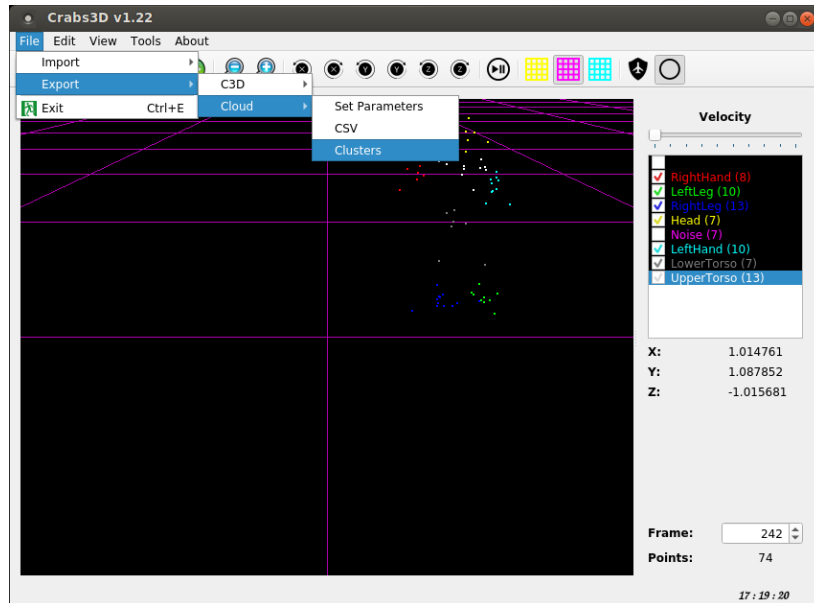 Crabs3D v1.22
File Edit View Tools About
Import
Export
Exit Ctrl+E
C3D
Cloud
Set Parameters
CSV
Clusters
X X Y Y Z Z
Velocity
RightHand (8)
LeftLeg (10)
RightLeg (13)
Head (7)
Noise (7)
LeftHand (10)
LowerTorso (7)
UpperTorso (13)
X: 1.014761
Y: 1.087852
Z: -1.015681
Frame: 242
Points: 74
17 : 19 : 20